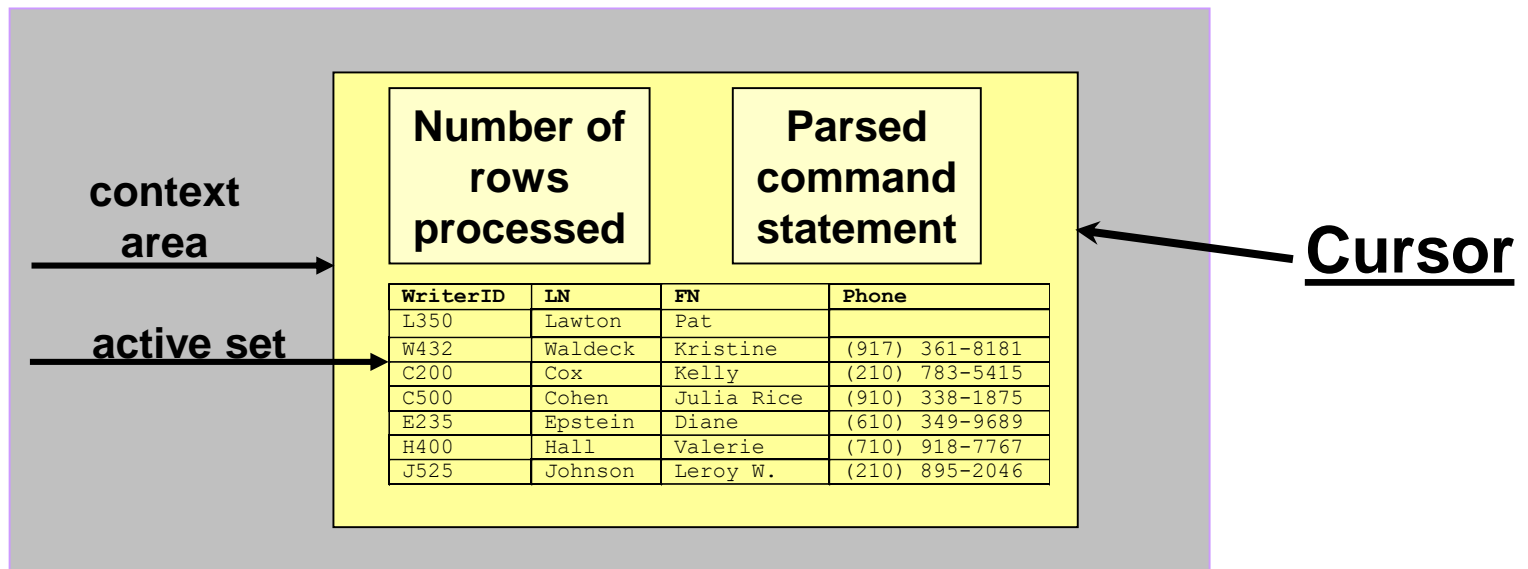 Number of
rows
processed
Parsed
command
statement
context
area
Cursor
active set
WriterID LN FN Phone
L350 Lawton Pat
W432 Waldeck Kristine (917) 361-8181
C200 Cox Kelly (210) 783-5415
C500 Cohen Julia Rice (910) 338-1875
E235 Epstein Diane (610) 349-9689
H400 Hall Valerie (710) 918-7767
J525 Johnson Leroy W. (210) 895-2046